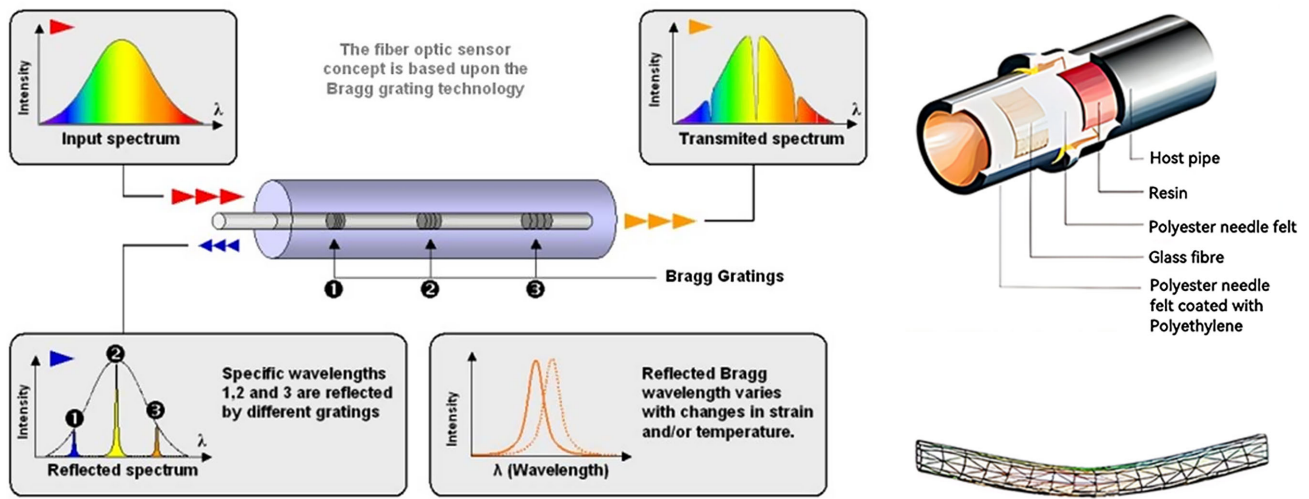 Intensity
λ
Input spectrum
The fiber optic sensor
concept is based upon the
Bragg grating technology
Intensity
λ
Transmited spectrum
Bragg Gratings
1
2
3
Intensity
1
2
3
λ
Reflected spectrum
Specific wavelengths
1,2 and 3 are reflected
by different gratings
Intensity
λ (Wavelength)
Reflected Bragg
wavelength varies
with changes in strain
and/or temperature.
Host pipe
Resin
Polyester needle felt
Glass fibre
Polyester needle
felt coated with
Polyethylene